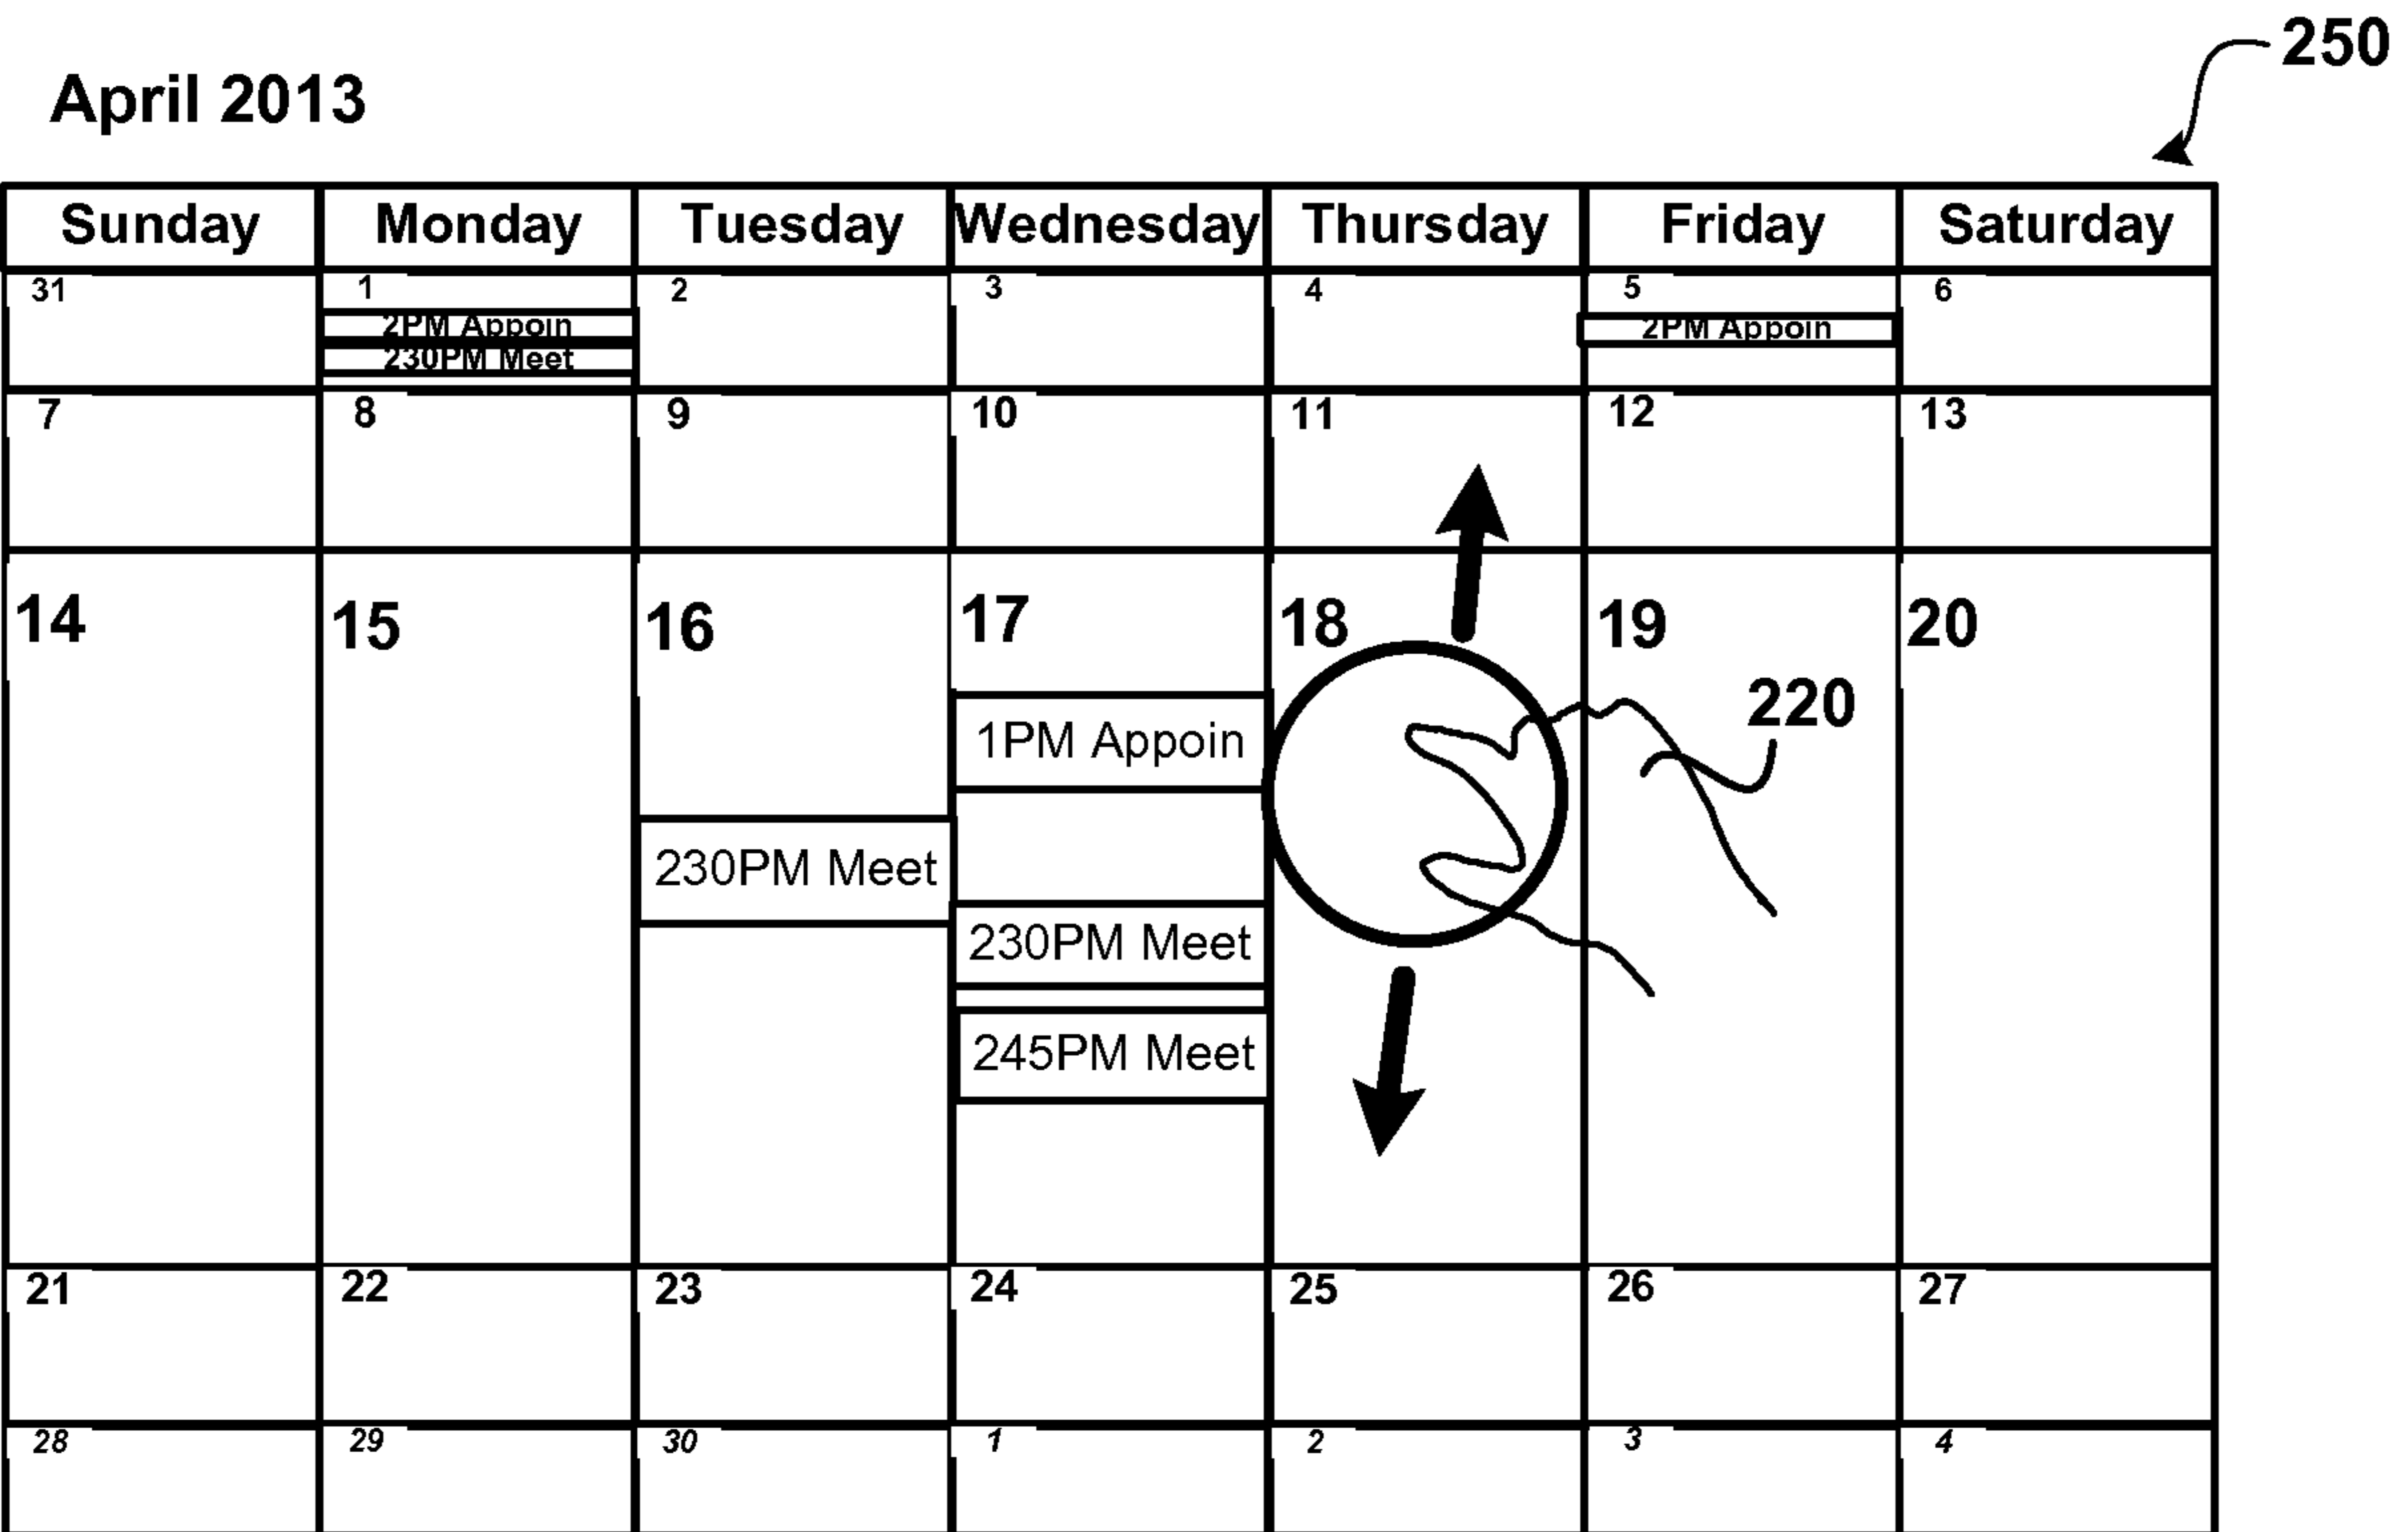 250
April 2013
Sunday Monday Tuesday Wednesday Thursday Friday Saturday
31 1 2 3 4 5 6
2PM Appoin 2PM Appoin
230PM Meet
7 8 9 10 11 12 13
14 15 16 17 18 19 20
220
1PM Appoin
230PM Meet
230PM Meet
245PM Meet
21 22 23 24 25 26 27
28 29 30 1 2 3 4